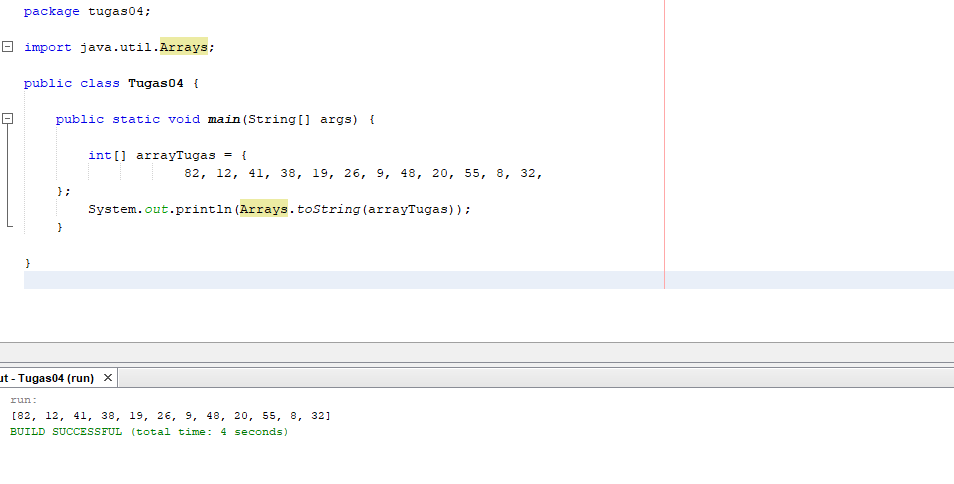 package tugas04;
import java.util.Arrays;
public class Tugas04 {
public static void main(String[] args) {
int[] arrayTugas = {
82, 12, 41, 38, 19, 26, 9, 48, 20, 55, 8, 32,
};
System.out.println(Arrays.toString(arrayTugas));
}
}
ut - Tugas04 (run) ×
run:
[82, 12, 41, 38, 19, 26, 9, 48, 20, 55, 8, 32]
BUILD SUCCESSFUL (total time: 4 seconds)